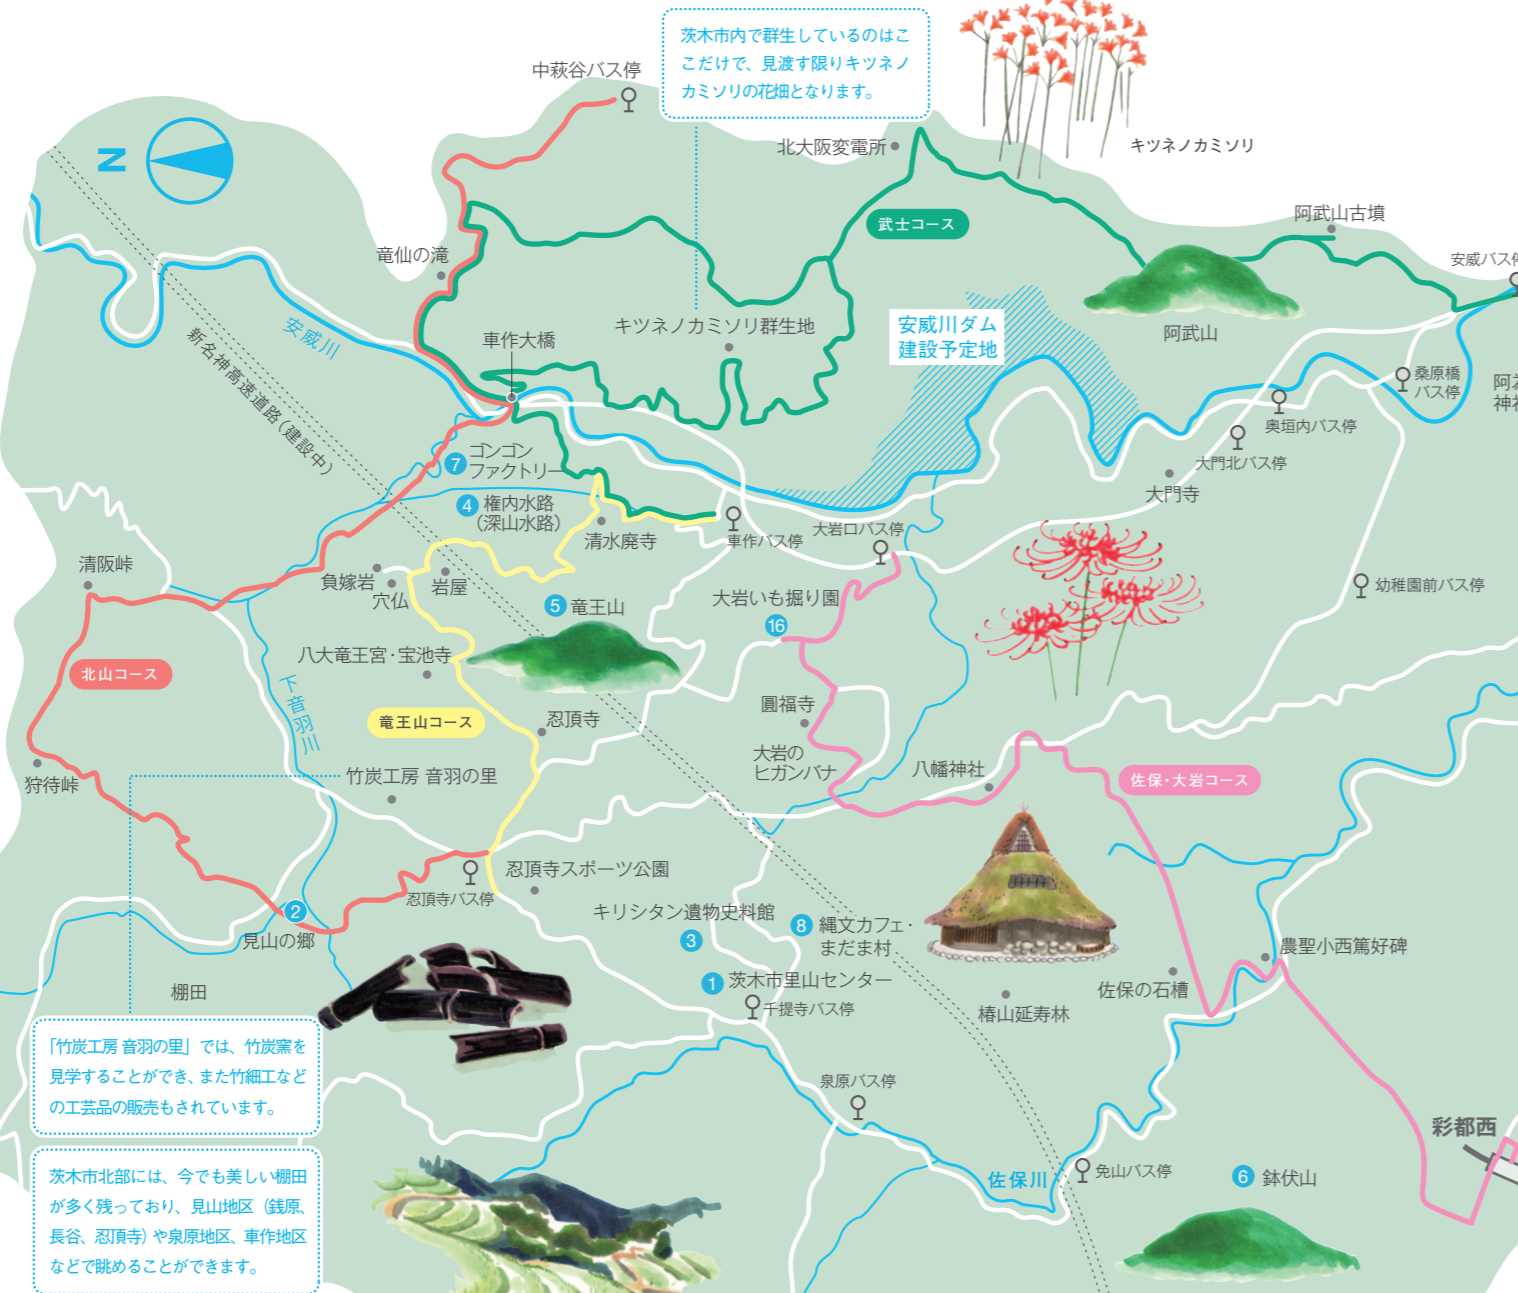 茨木市内で群生しているのはこ
こだけで、見渡す限りキツネノ
カミソリの花畑となります。
中萩谷バス停
キツネノカミソリ
北大阪変電所
N
武士コース
阿武山古墳
竜仙の滝
安威バス停
安威川
キツネノカミソリ群生地
安威川ダム
建設予定地
阿武山
新名神高速道路(建設中)
車作大橋
桑原橋
バス停
奥垣内バス停
大門北バス停
7 ゴンゴン
ファクトリー
大門寺
4 権内水路
(深山水路)
清水廃寺
車作バス停
大岩口バス停
清阪峠
負嫁岩
穴仏
岩屋
幼稚園前バス停
5 竜王山
大岩いも掘り園
16
八大竜王宮・宝池寺
北山コース
下音羽川
竜王山コース
忍頂寺
圓福寺
大岩の
ヒガンバナ
八幡神社
佐保・大岩コース
狩待峠
竹炭工房 音羽の里
忍頂寺スポーツ公園
忍頂寺バス停
2
見山の郷
キリシタン遺物史料館
3
8 縄文カフェ・
まだま村
農聖小西篤好碑
1 茨木市里山センター
千提寺バス停
佐保の石槽
椿山延寿林
棚田
「竹炭工房 音羽の里」では、竹炭窯を
見学することができ、また竹細工など
の工芸品の販売もされています。
泉原バス停
彩都西
茨木市北部には、今でも美しい棚田
が多く残っており、見山地区（銭原、
長谷、忍頂寺）や泉原地区、車作地区
などで眺めることができます。
佐保川
免山バス停
6 鉢伏山